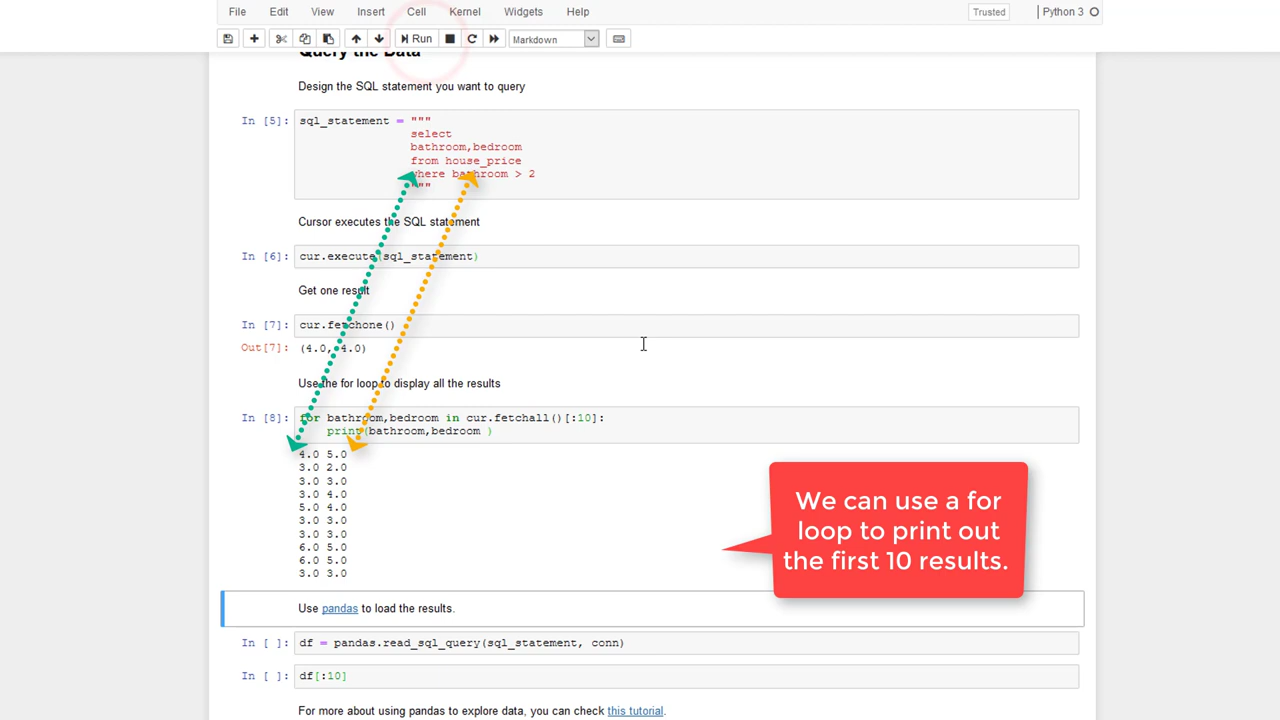 File Edit View Insert Cell Kernel Widgets Help Trusted Python 3
Run Markdown
Query the Data
Design the SQL statement you want to query
In [5]: sql_statement = """
select
bathroom,bedroom
from house_price
where bathroom > 2
"""
Cursor executes the SQL statement
In [6]: cur.execute(sql_statement)
Get one result
In [7]: cur.fetchone()
Out[7]: (4.0, 4.0)
Use the for loop to display all the results
In [8]: for bathroom,bedroom in cur.fetchall()[:10]:
print(bathroom,bedroom )
4.0 5.0
3.0 2.0
3.0 3.0
3.0 4.0
5.0 4.0
3.0 3.0
3.0 3.0
6.0 5.0
6.0 5.0
3.0 3.0
We can use a for
loop to print out
the first 10 results.
Use pandas to load the results.
In [ ]: df = pandas.read_sql_query(sql_statement, conn)
In [ ]: df[:10]
For more about using pandas to explore data, you can check this tutorial.